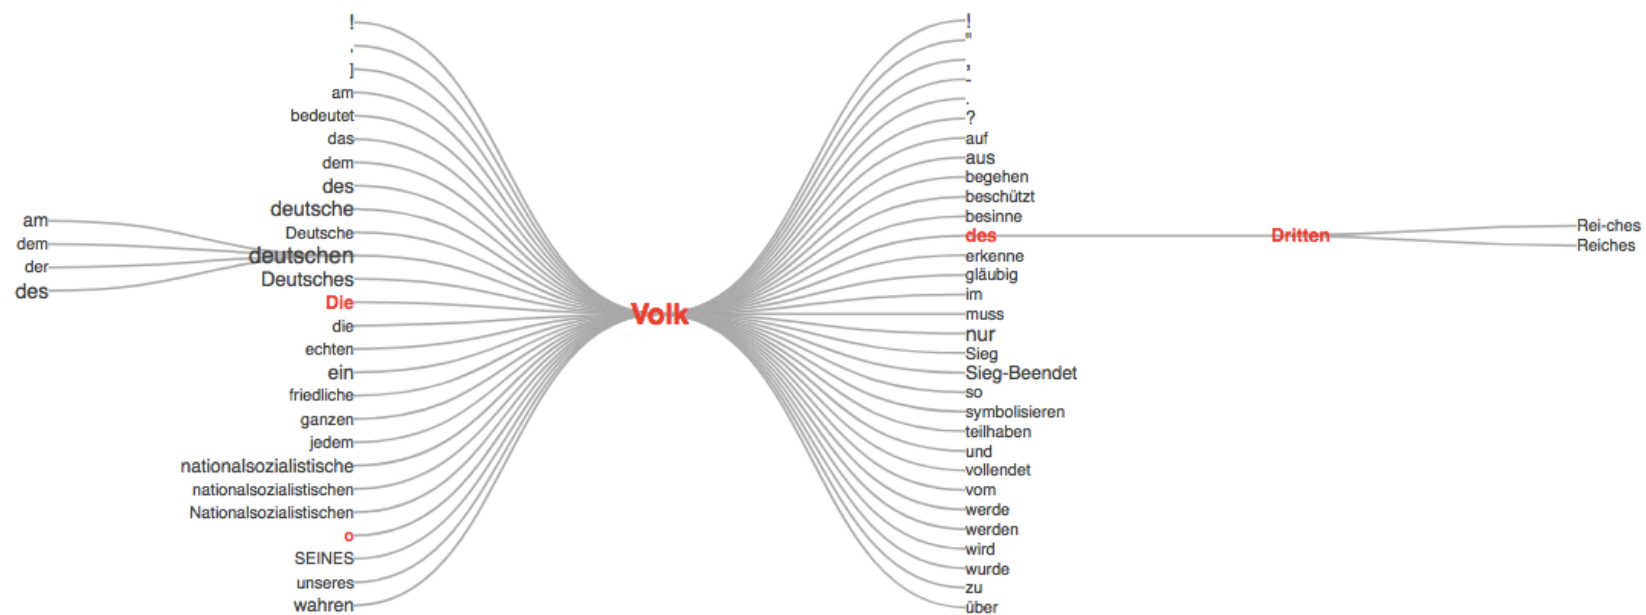 am
dem
der
des
!
,
]
am
bedeutet
das
dem
des
deutsche
Deutsche
deutschen
Deutsches
Die
die
echten
ein
friedliche
ganzen
jedem
nationalsozialistische
nationalsozialistischen
Nationalsozialistischen
o
SEINES
unseres
wahren
Volk
!
"
,
-
.
?
auf
aus
begehen
beschützt
besinne
des
erkenne
gläubig
im
muss
nur
Sieg
Sieg-Beendet
so
symbolisieren
teilhaben
und
vollendet
vom
werde
werden
wird
wurde
zu
über
Dritten
Rei-ches
Reiches